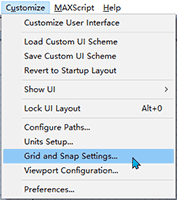 Customize MAXScript Help
Customize User Interface
Load Custom UI Scheme
Save Custom UI Scheme
Revert to Startup Layout
Show UI
Lock UI Layout Alt+0
Configure Paths...
Units Setup...
Grid and Snap Settings...
Viewport Configuration...
Preferences...